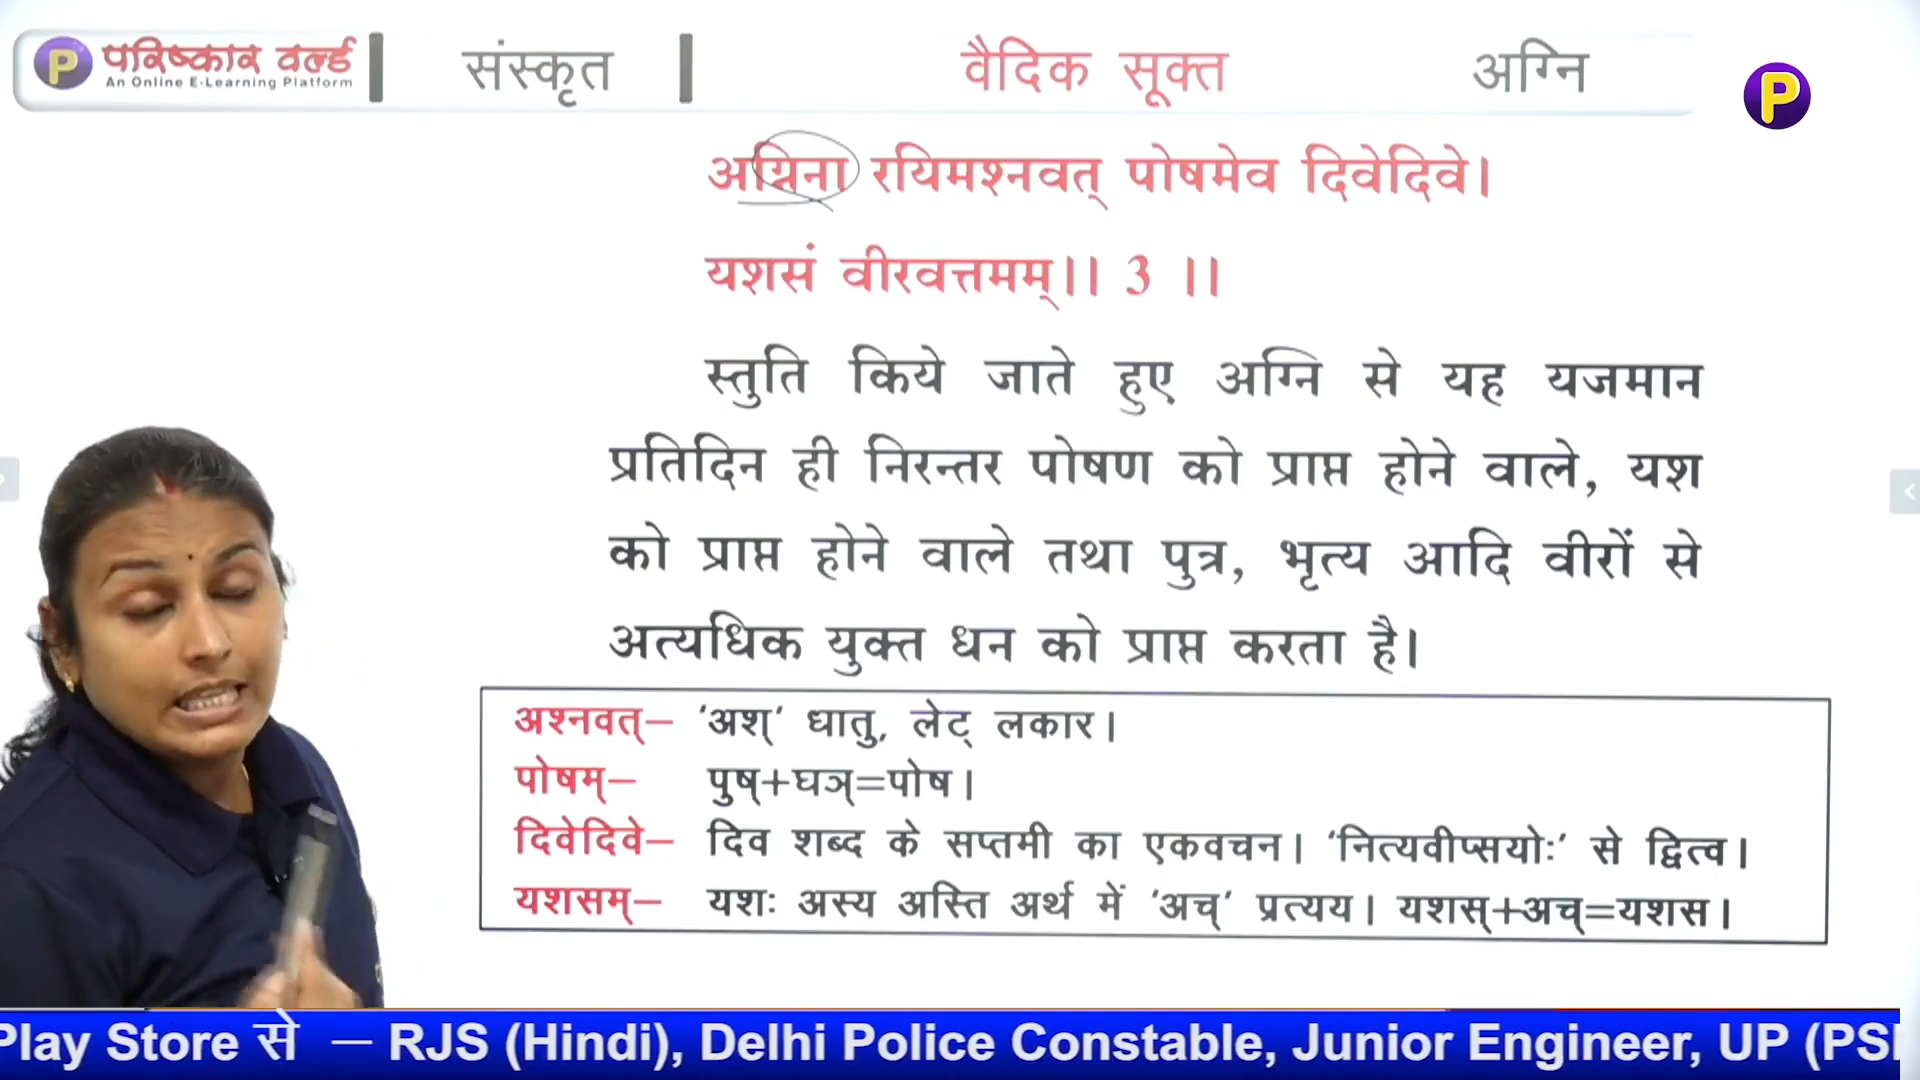 P परिष्कार वर्ल्ड
An Online E-Learning Platform
संस्कृत
वैदिक सूक्त
अग्नि
P
अग्निना रयिमश्नवत् पोषमेव दिवेदिवे।
यशसं वीरवत्तमम्।। 3 ।।
स्तुति किये जाते हुए अग्नि से यह यजमान
प्रतिदिन ही निरन्तर पोषण को प्राप्त होने वाले, यश
को प्राप्त होने वाले तथा पुत्र, भृत्य आदि वीरों से
अत्यधिक युक्त धन को प्राप्त करता है।
अश्नवत्– 'अश्' धातु, लेट् लकार।
पोषम्– पुष्+घञ्=पोष।
दिवेदिवे– दिव शब्द के सप्तमी का एकवचन। 'नित्यवीप्सयोः' से द्वित्व।
यशसम्– यशः अस्य अस्ति अर्थ में 'अच्' प्रत्यय। यशस्+अच्=यशस।
Play Store से — RJS (Hindi), Delhi Police Constable, Junior Engineer, UP (PSI